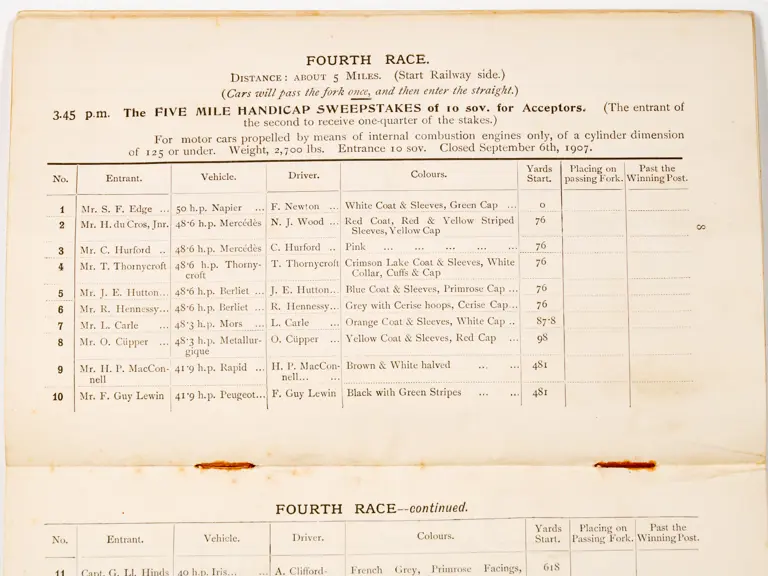 FOURTH RACE.
DISTANCE: ABOUT 5 MILES. (Start Railway side.)
(Cars will pass the fork once, and then enter the straight.)
3.45 p.m. The FIVE MILE HANDICAP SWEEPSTAKES of 10 sov. for Acceptors. (The entrant of
the second to receive one-quarter of the stakes.)
For motor cars propelled by means of internal combustion engines only, of a cylinder dimension
of 125 or under. Weight, 2,700 lbs. Entrance 10 sov. Closed September 6th, 1907.
No. Entrant. Vehicle. Driver. Colours. Yards Start. Placing on passing Fork. Past the Winning Post.
1 Mr. S. F. Edge ... 50 h.p. Napier ... F. Newton ... White Coat & Sleeves, Green Cap ... 0
2 Mr. H. du Cros, Jnr. 48·6 h.p. Mercédès N. J. Wood ... Red Coat, Red & Yellow Striped 76
Sleeves, Yellow Cap
3 Mr. C. Hurford .. 48·6 h.p. Mercédès C. Hurford .. Pink ... ... ... ... ... 76
4 Mr. T. Thornycroft 48·6 h.p. Thorny- T. Thornycroft Crimson Lake Coat & Sleeves, White 76
croft Collar, Cuffs & Cap
5 Mr. J. E. Hutton... 48·6 h.p. Berliet ... J. E. Hutton... Blue Coat & Sleeves, Primrose Cap ... 76
6 Mr. R. Hennessy... 48·6 h.p. Berliet ... R. Hennessy... Grey with Cerise hoops, Cerise Cap... 76
7 Mr. L. Carle ... 48·3 h.p. Mors ... L. Carle ... Orange Coat & Sleeves, White Cap .. 87·8
8 Mr. O. Cüpper ... 48·3 h.p. Metallur- O. Cüpper ... Yellow Coat & Sleeves, Red Cap ... 98
gique
9 Mr. H. P. MacCon- 41·9 h.p. Rapid ... H. P. MacCon- Brown & White halved ... ... 481
nell nell... ...
10 Mr. F. Guy Lewin 41·9 h.p. Peugeot... F. Guy Lewin Black with Green Stripes ... ... 481
8
FOURTH RACE--continued.
No. Entrant. Vehicle. Driver. Colours. Yards Start. Placing on Passing Fork. Past the Winning Post.
11 Capt. G. Ll. Hinds 40 h.p. Iris... ... A. Clifford- French Grey, Primrose Facings, 618